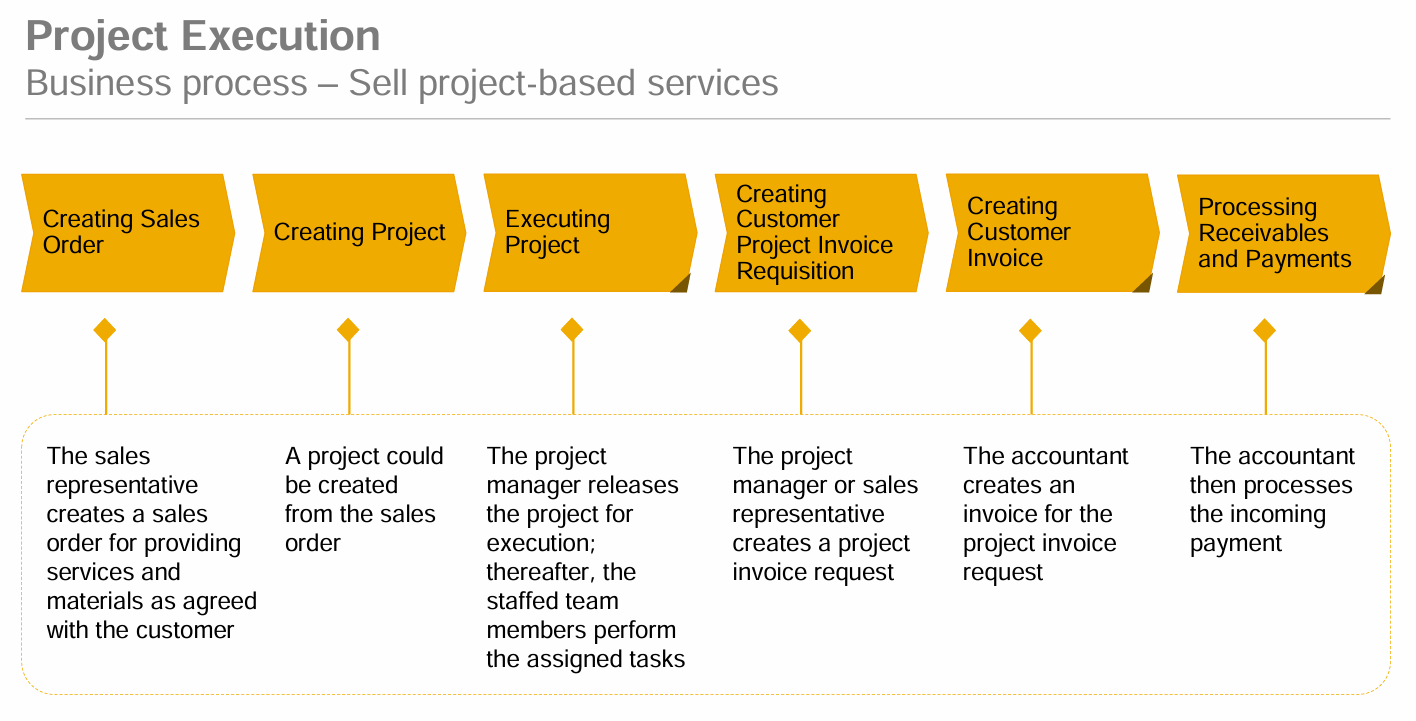 Project Execution
Business process – Sell project-based services
Creating Sales
Order
Creating Project
Executing
Project
Creating
Customer
Project Invoice
Requisition
Creating
Customer
Invoice
Processing
Receivables
and Payments
The sales
representative
creates a sales
order for providing
services and
materials as agreed
with the customer
A project could
be created
from the sales
order
The project
manager releases
the project for
execution;
thereafter, the
staffed team
members perform
the assigned tasks
The project
manager or sales
representative
creates a project
invoice request
The accountant
creates an
invoice for the
project invoice
request
The accountant
then processes
the incoming
payment